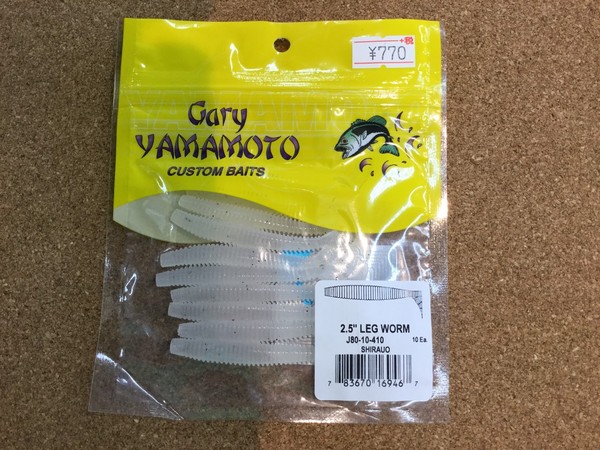 +税
¥770
Gary
YAMAMOTO
CUSTOM BAITS
2.5" LEG WORM
J80-10-410 10 Ea.
SHIRAUO
7 83670 16946 7